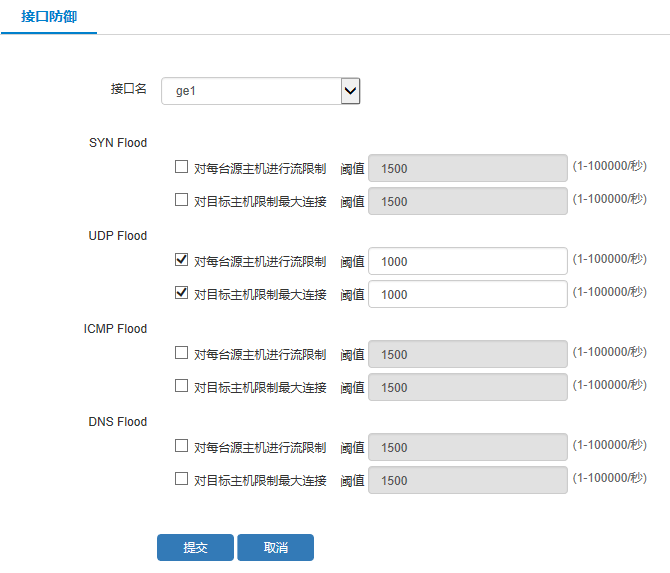 接口防御
接口名 ge1
SYN Flood
对每台源主机进行流限制 阈值 1500 (1-100000/秒)
对目标主机限制最大连接 阈值 1500 (1-100000/秒)
UDP Flood
对每台源主机进行流限制 阈值 1000 (1-100000/秒)
对目标主机限制最大连接 阈值 1000 (1-100000/秒)
ICMP Flood
对每台源主机进行流限制 阈值 1500 (1-100000/秒)
对目标主机限制最大连接 阈值 1500 (1-100000/秒)
DNS Flood
对每台源主机进行流限制 阈值 1500 (1-100000/秒)
对目标主机限制最大连接 阈值 1500 (1-100000/秒)
提交 取消